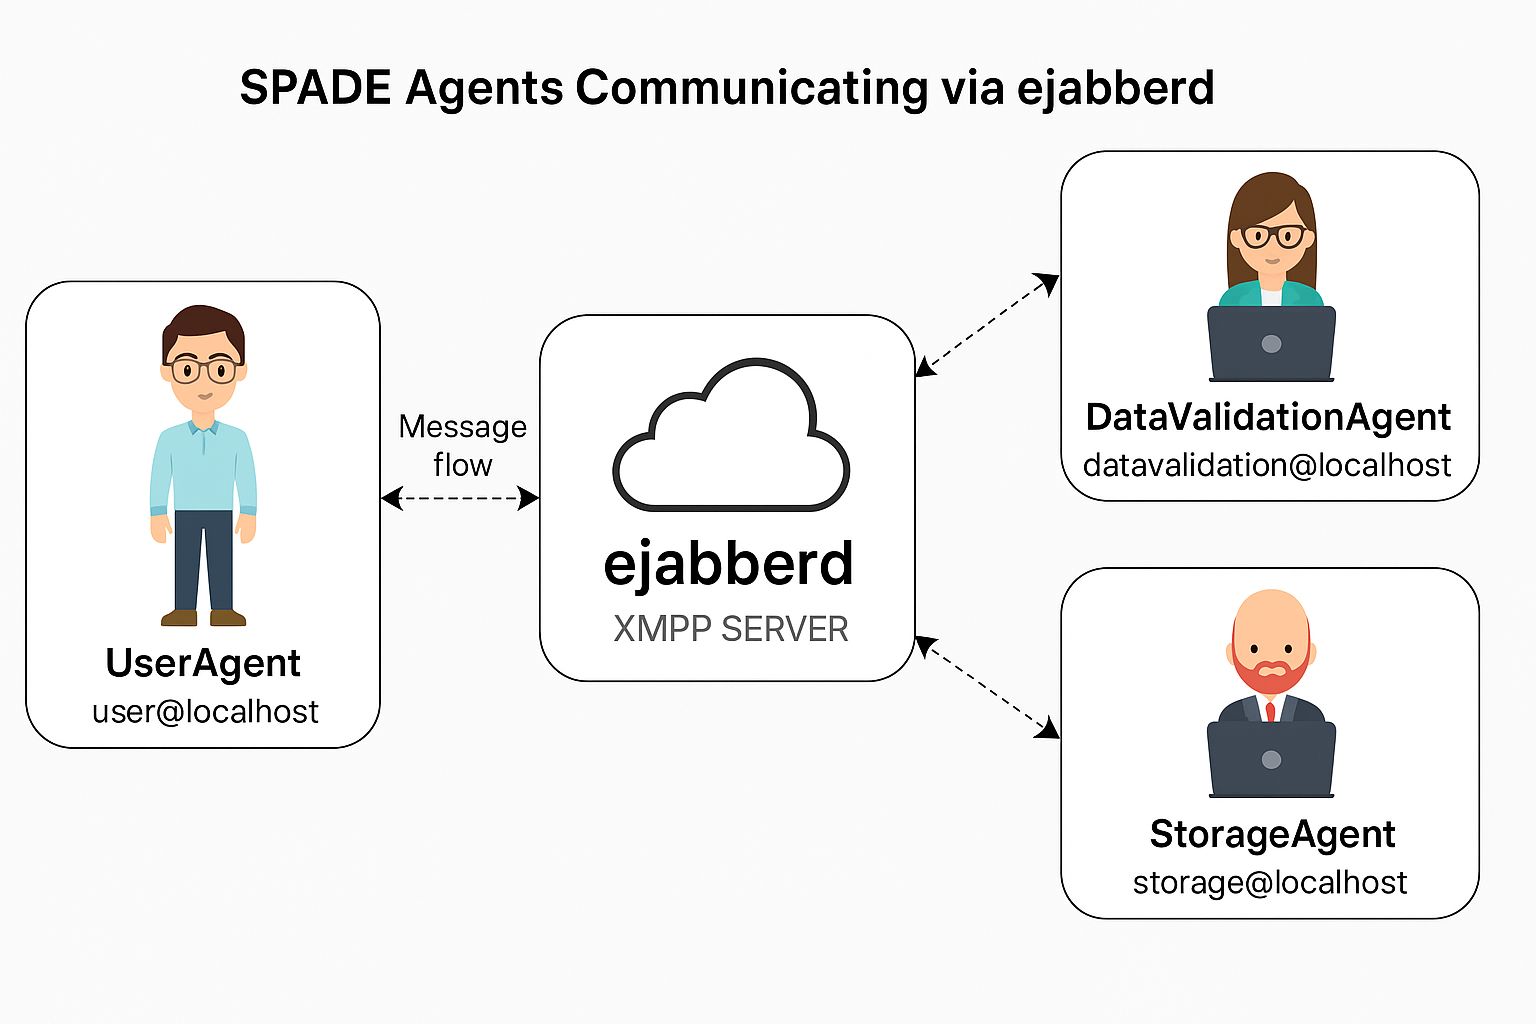 SPADE Agents Communicating via ejabberd
UserAgent
user@localhost
Message
flow
ejabberd
XMPP SERVER
DataValidationAgent
datavalidation@localhost
StorageAgent
storage@localhost